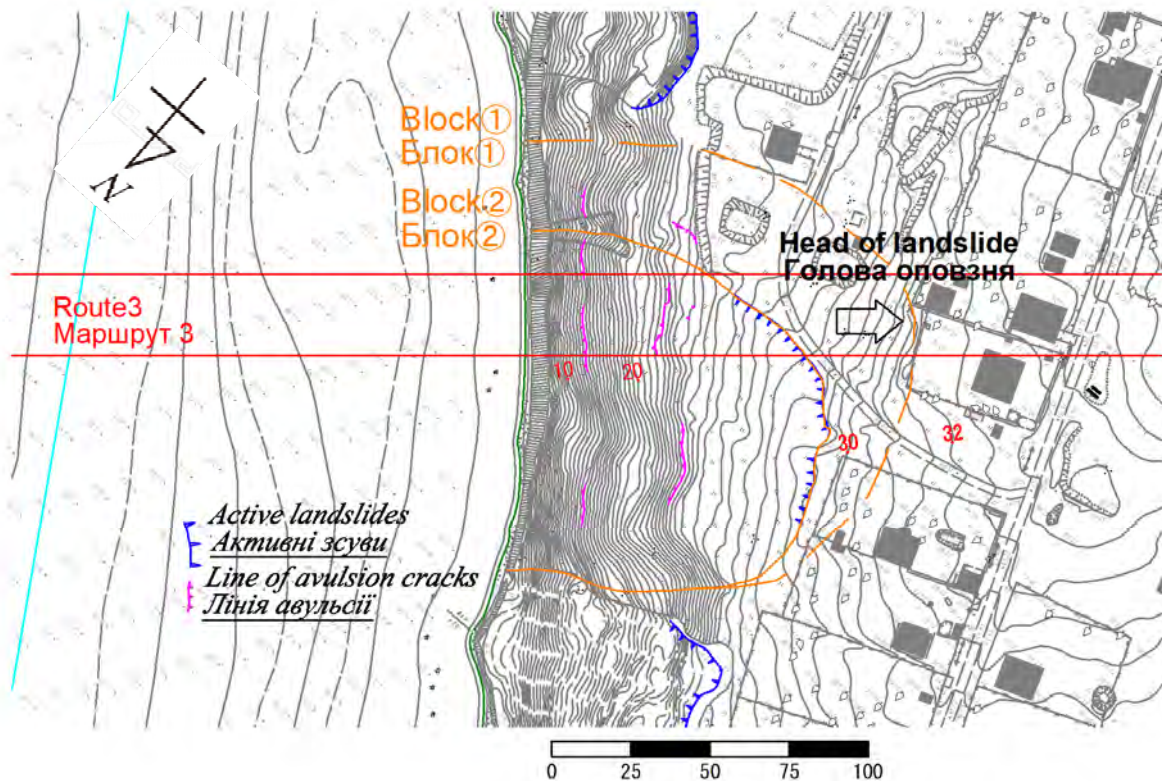 N
Block①
Блок①
Block②
Блок②
Head of landslide
Голова оповзня
Route3
Маршрут 3
10
20
30
32
Active landslides
Активні зсуви
Line of avulsion cracks
Лінія авульсії
0 25 50 75 100